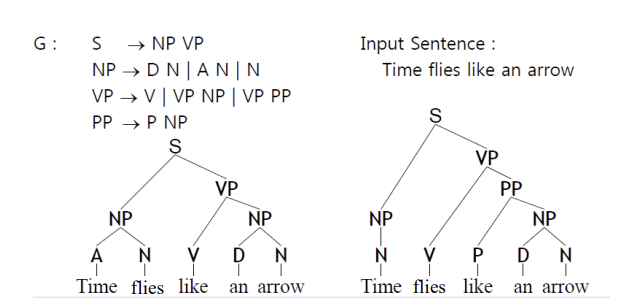 G : S → NP VP
NP → D N | A N | N
VP → V | VP NP | VP PP
PP → P NP
Input Sentence :
Time flies like an arrow
S
VP
NP NP
A N V D N
Time flies like an arrow
S
VP
PP
NP NP
N V P D N
Time flies like an arrow